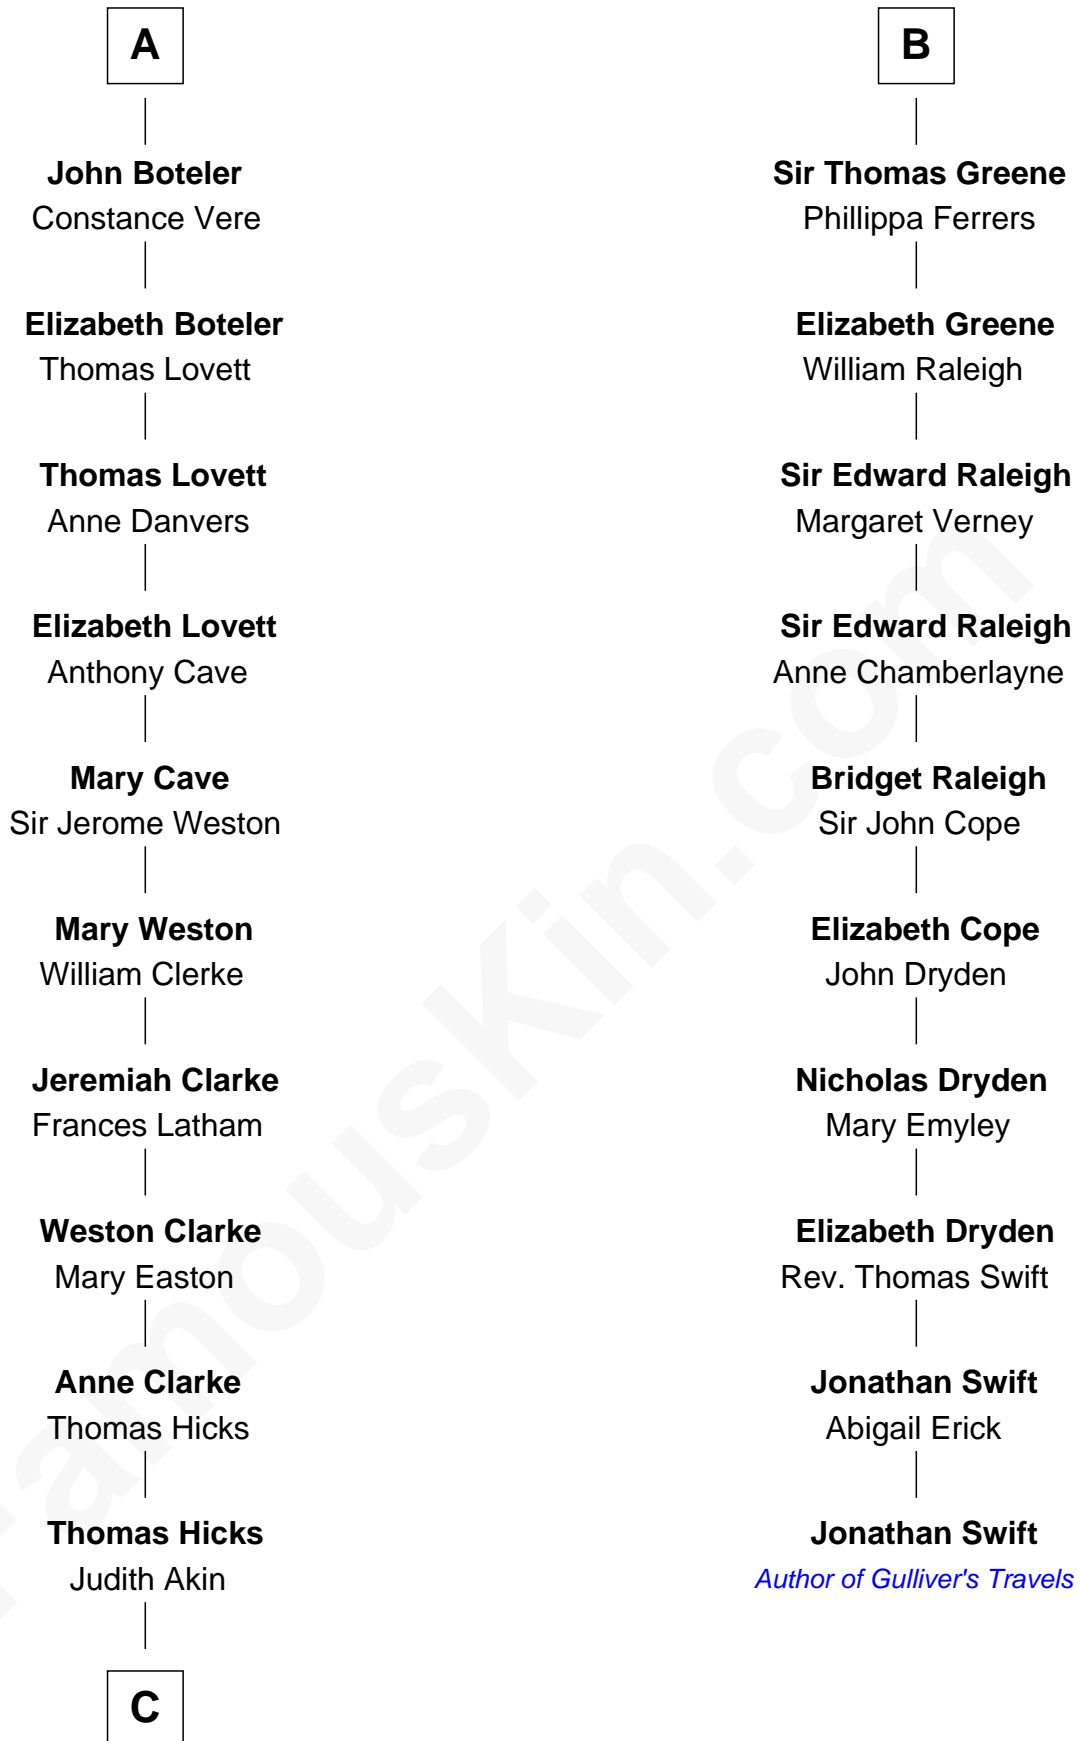 A
John Boteler
Constance Vere
Elizabeth Boteler
Thomas Lovett
Thomas Lovett
Anne Danvers
Elizabeth Lovett
Anthony Cave
Mary Cave
Sir Jerome Weston
Mary Weston
William Clerke
Jeremiah Clarke
Frances Latham
Weston Clarke
Mary Easton
Anne Clarke
Thomas Hicks
Thomas Hicks
Judith Akin
C
B
Sir Thomas Greene
Phillippa Ferrers
Elizabeth Greene
William Raleigh
Sir Edward Raleigh
Margaret Verney
Sir Edward Raleigh
Anne Chamberlayne
Bridget Raleigh
Sir John Cope
Elizabeth Cope
John Dryden
Nicholas Dryden
Mary Emyley
Elizabeth Dryden
Rev. Thomas Swift
Jonathan Swift
Abigail Erick
Jonathan Swift
Author of Gulliver's Travels
FamousKin.com